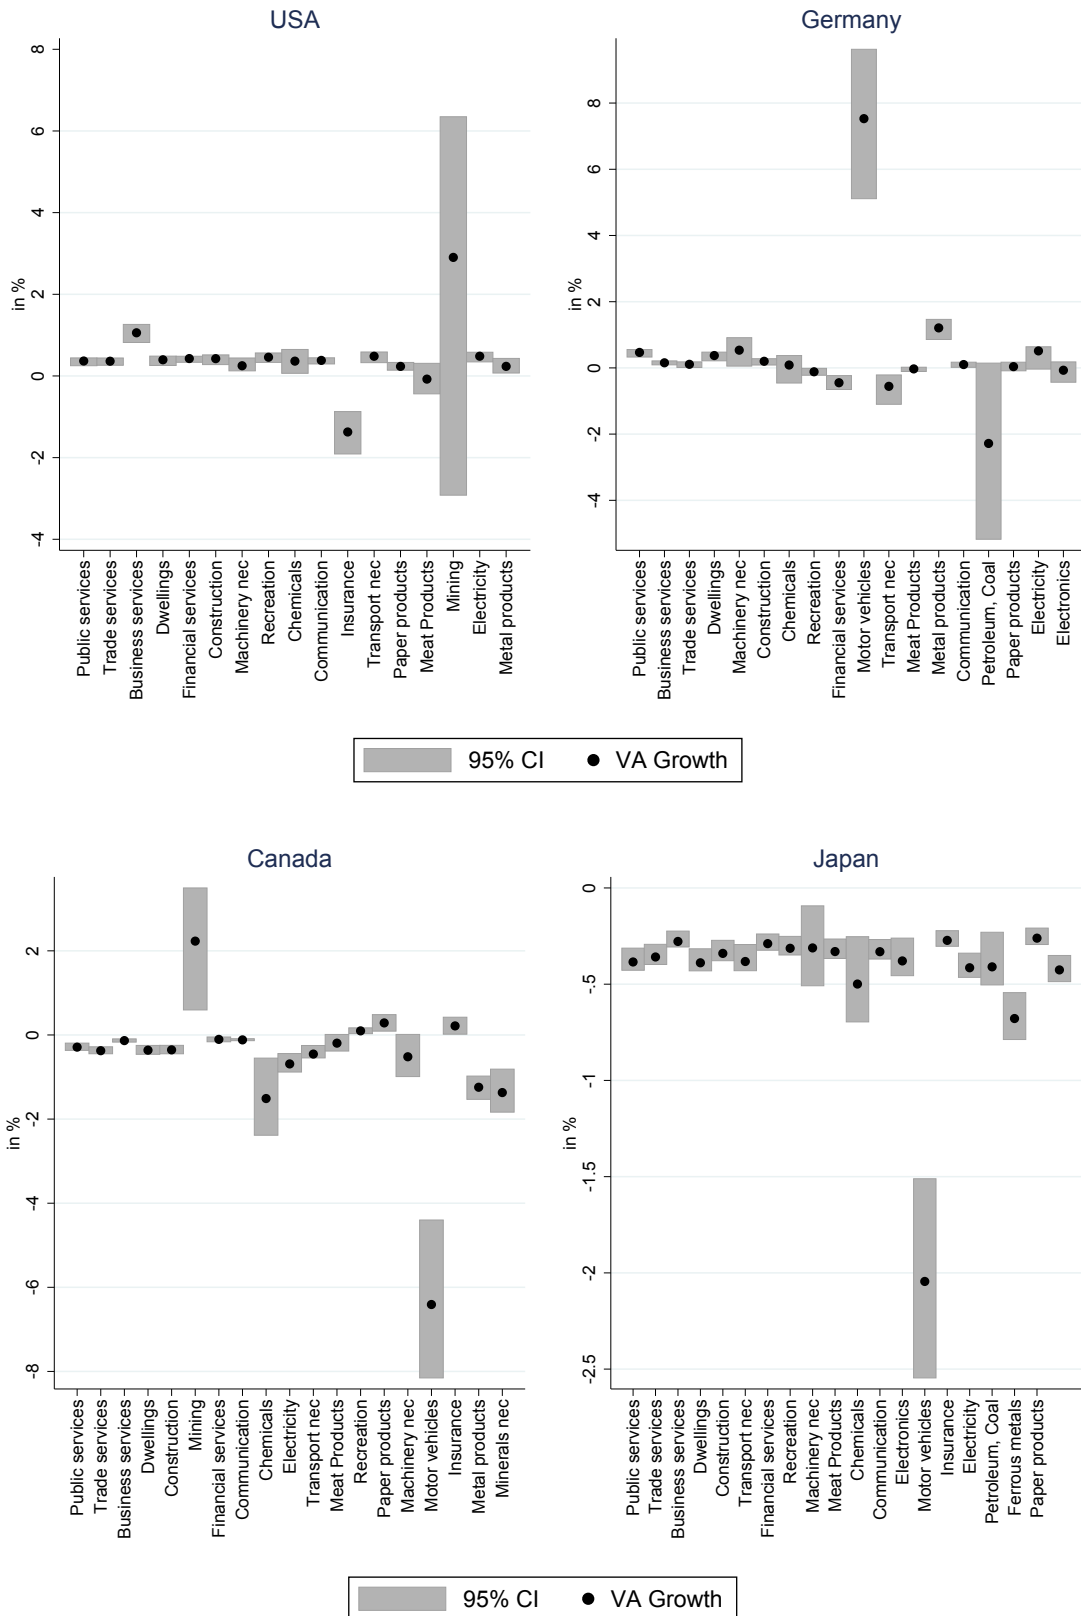 USA
8
6
4
2
0
-2
-4
in %
Public services
Trade services
Business services
Dwellings
Financial services
Construction
Machinery nec
Recreation
Chemicals
Communication
Insurance
Transport nec
Paper products
Meat Products
Mining
Electricity
Metal products
Germany
8
6
4
2
0
-2
-4
in %
Public services
Business services
Trade services
Dwellings
Machinery nec
Construction
Chemicals
Recreation
Financial services
Motor vehicles
Transport nec
Meat Products
Metal products
Communication
Petroleum, Coal
Paper products
Electricity
Electronics
95% CI
VA Growth
Canada
2
0
-2
-4
-6
-8
in %
Public services
Trade services
Business services
Dwellings
Construction
Mining
Financial services
Communication
Chemicals
Electricity
Transport nec
Meat Products
Recreation
Paper products
Machinery nec
Motor vehicles
Insurance
Metal products
Minerals nec
Japan
0
-.5
-1
-1.5
-2
-2.5
in %
Public services
Trade services
Business services
Dwellings
Construction
Transport nec
Financial services
Recreation
Machinery nec
Meat Products
Chemicals
Communication
Electronics
Motor vehicles
Insurance
Electricity
Petroleum, Coal
Ferrous metals
Paper products
95% CI
VA Growth